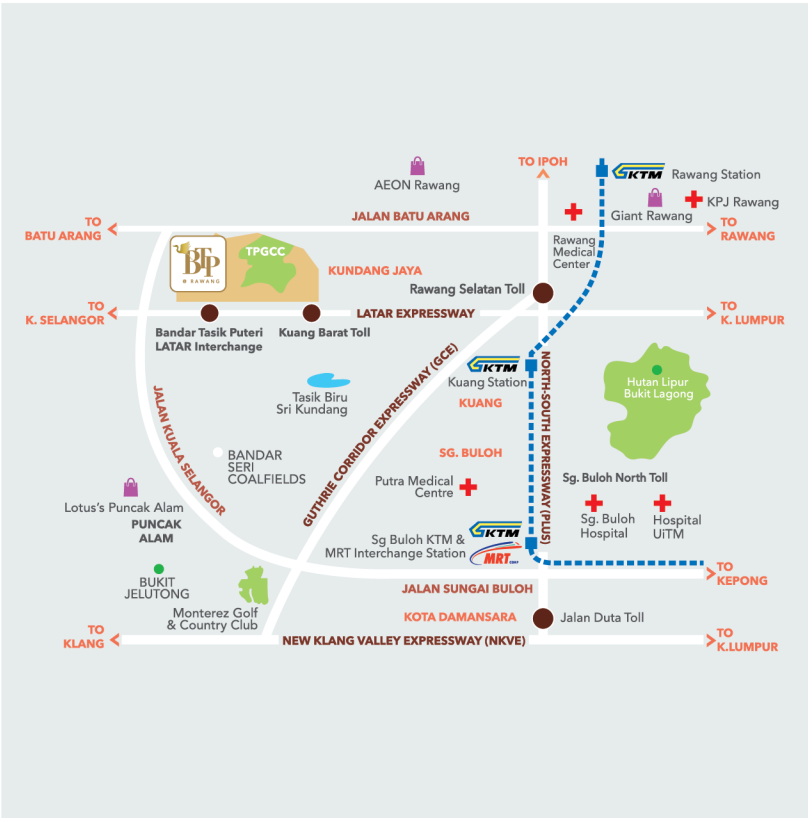 TO IPOH
KTM
Rawang Station
AEON Rawang
KPJ Rawang
Giant Rawang
JALAN BATU ARANG
TO
BATU ARANG
TO
RAWANG
Rawang
Medical
Center
BTP
@ RAWANG
TPGCC
KUNDANG JAYA
Rawang Selatan Toll
TO
K. SELANGOR
LATAR EXPRESSWAY
TO
K. LUMPUR
Bandar Tasik Puteri
LATAR Interchange
Kuang Barat Toll
KTM
Kuang Station
KUANG
Tasik Biru
Sri Kundang
GUTHRIE CORRIDOR EXPRESSWAY (GCE)
NORTH-SOUTH EXPRESSWAY (PLUS)
Hutan Lipur
Bukit Lagong
JALAN KUALA SELANGOR
BANDAR
SERI
COALFIELDS
SG. BULOH
Putra Medical
Centre
Sg. Buloh North Toll
Sg. Buloh
Hospital
Hospital
UiTM
Lotus's Puncak Alam
PUNCAK
ALAM
KTM
Sg Buloh KTM &
MRT Interchange Station
MRT CORP
TO
KEPONG
BUKIT
JELUTONG
JALAN SUNGAI BULOH
Monterez Golf
& Country Club
KOTA DAMANSARA
Jalan Duta Toll
TO
KLANG
NEW KLANG VALLEY EXPRESSWAY (NKVE)
TO
K.LUMPUR